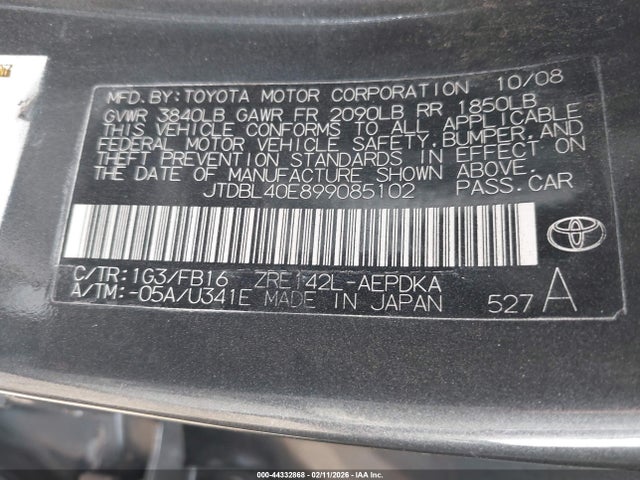 MFD.BY:TOYOTA MOTOR CORPORATION 10/08
GVWR 3840LB GAWR FR 2090LB RR 1850LB
THIS VEHICLE CONFORMS TO ALL APPLICABLE
FEDERAL MOTOR VEHICLE SAFETY,BUMPER,AND
THEFT PREVENTION STANDARDS IN EFFECT ON
THE DATE OF MANUFACTURE SHOWN ABOVE.
JTDBL40E899085102 PASS.CAR
C/TR:1G3/FB16 ZRE142L-AEPDKA
A/TM:-05A/U341E MADE IN JAPAN 527 A
© 000-44332868 - 02/11/2026 - IAA Inc.